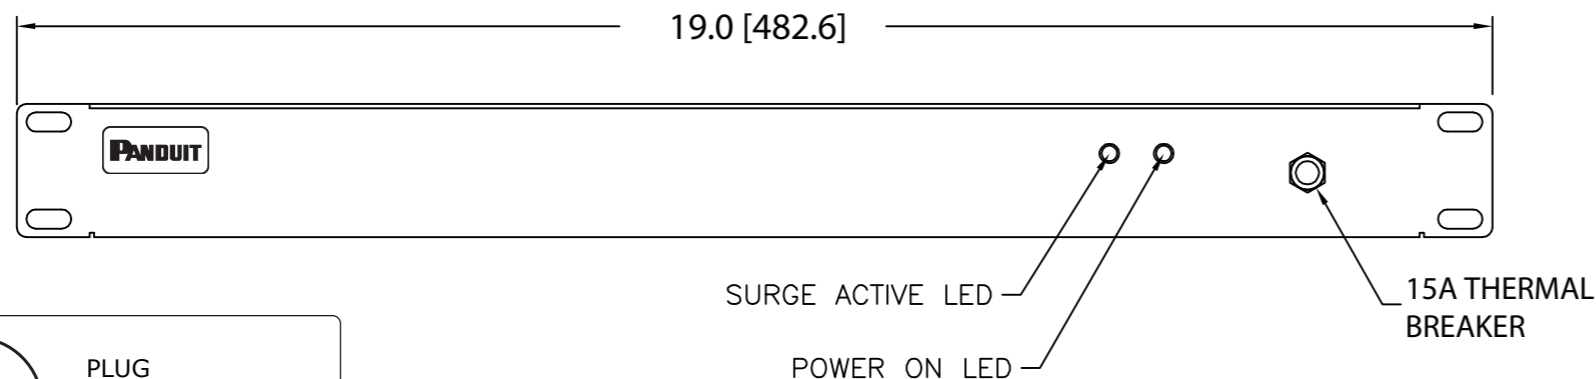 19.0 [482.6]
PANDUIT
SURGE ACTIVE LED
15A THERMAL
BREAKER
POWER ON LED
PLUG